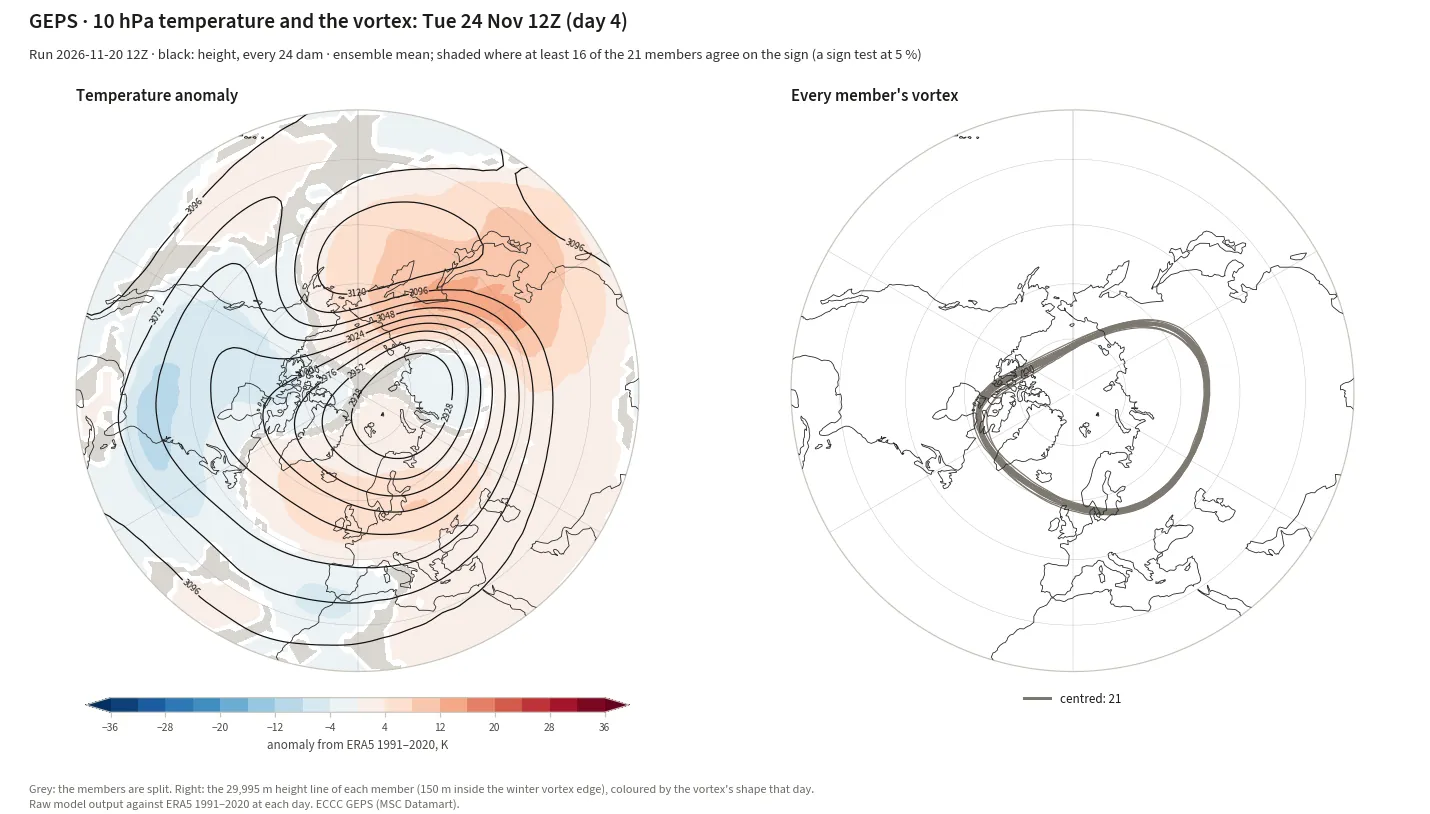 GEPS · 10 hPa temperature and the vortex: Tue 24 Nov 12Z (day 4)
Run 2026-11-20 12Z · black: height, every 24 dam · ensemble mean; shaded where at least 16 of the 21 members agree on the sign (a sign test at 5 %)
Temperature anomaly
Every member's vortex
3096
3096
3072
3120
3096
3048
3024
2976
2952
2928
2928
3096
−36
−28
−20
−12
−4
4
12
20
28
36
anomaly from ERA5 1991–2020, K
centred: 21
Grey: the members are split. Right: the 29,995 m height line of each member (150 m inside the winter vortex edge), coloured by the vortex's shape that day.
Raw model output against ERA5 1991–2020 at each day. ECCC GEPS (MSC Datamart).